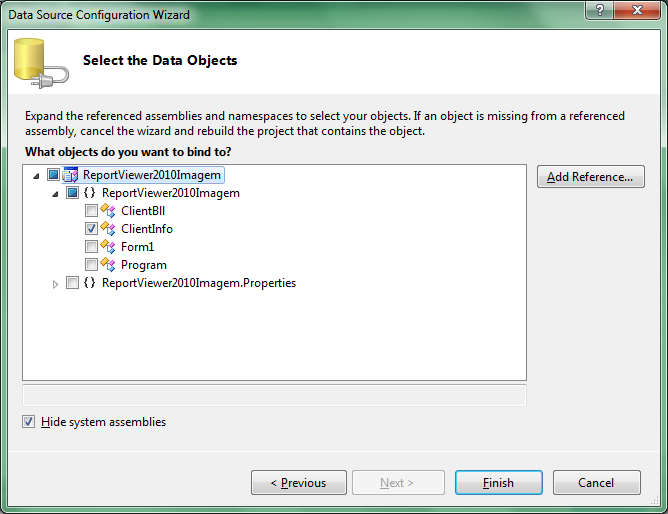 Data Source Configuration Wizard
?
Select the Data Objects
Expand the referenced assemblies and namespaces to select your objects. If an object is missing from a referenced
assembly, cancel the wizard and rebuild the project that contains the object.
What objects do you want to bind to?
ReportViewer2010Imagem
Add Reference...
{ } ReportViewer2010Imagem
ClientBll
ClientInfo
Form1
Program
{ } ReportViewer2010Imagem.Properties
Hide system assemblies
< Previous
Next >
Finish
Cancel